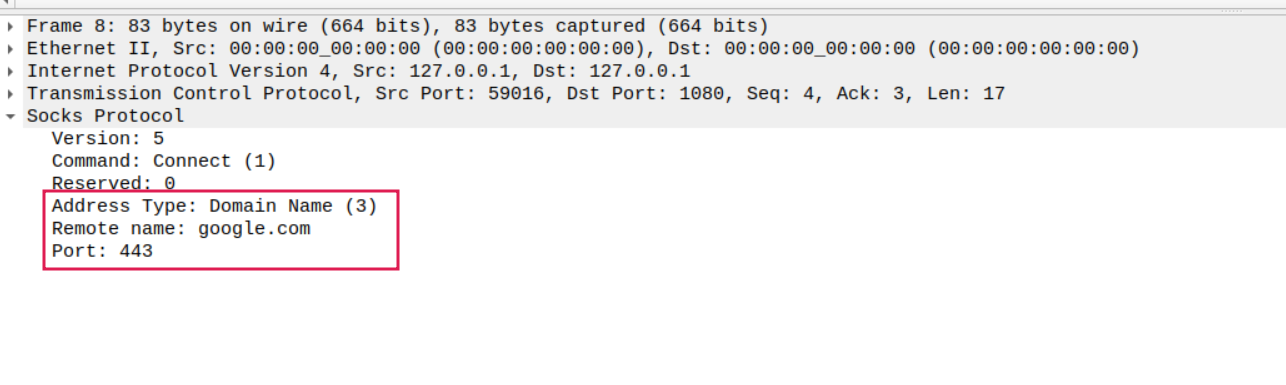 Frame 8: 83 bytes on wire (664 bits), 83 bytes captured (664 bits)
Ethernet II, Src: 00:00:00_00:00:00 (00:00:00:00:00:00), Dst: 00:00:00_00:00:00 (00:00:00:00:00:00)
Internet Protocol Version 4, Src: 127.0.0.1, Dst: 127.0.0.1
Transmission Control Protocol, Src Port: 59016, Dst Port: 1080, Seq: 4, Ack: 3, Len: 17
Socks Protocol
Version: 5
Command: Connect (1)
Reserved: 0
Address Type: Domain Name (3)
Remote name: google.com
Port: 443